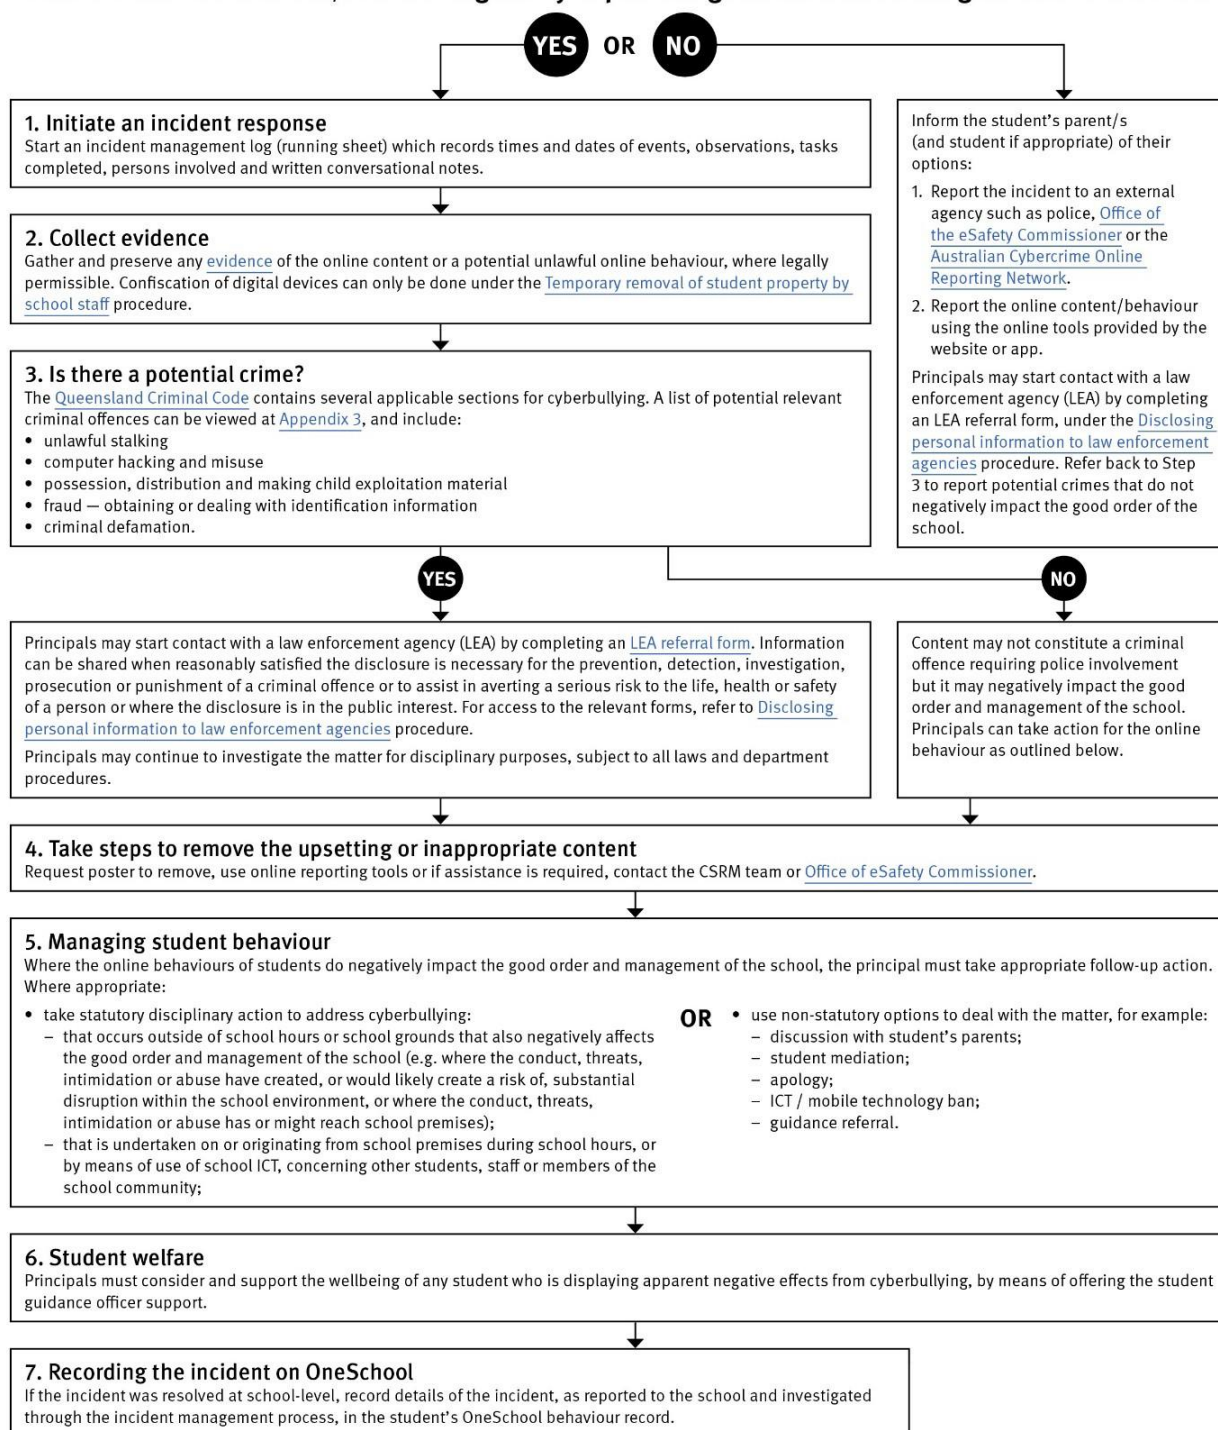 YES OR NO
1. Initiate an incident response
Start an incident management log (running sheet) which records times and dates of events, observations, tasks
completed, persons involved and written conversational notes.
2. Collect evidence
Gather and preserve any evidence of the online content or a potential unlawful online behaviour, where legally
permissible. Confiscation of digital devices can only be done under the Temporary removal of student property by
school staff procedure.
3. Is there a potential crime?
The Queensland Criminal Code contains several applicable sections for cyberbullying. A list of potential relevant
criminal offences can be viewed at Appendix 3, and include:
• unlawful stalking
• computer hacking and misuse
• possession, distribution and making child exploitation material
• fraud — obtaining or dealing with identification information
• criminal defamation.
Inform the student's parent/s
(and student if appropriate) of their
options:
1. Report the incident to an external
agency such as police, Office of
the eSafety Commissioner or the
Australian Cybercrime Online
Reporting Network.
2. Report the online content/behaviour
using the online tools provided by the
website or app.
Principals may start contact with a law
enforcement agency (LEA) by completing
an LEA referral form, under the Disclosing
personal information to law enforcement
agencies procedure. Refer back to Step
3 to report potential crimes that do not
negatively impact the good order of the
school.
YES
NO
Principals may start contact with a law enforcement agency (LEA) by completing an LEA referral form. Information
can be shared when reasonably satisfied the disclosure is necessary for the prevention, detection, investigation,
prosecution or punishment of a criminal offence or to assist in averting a serious risk to the life, health or safety
of a person or where the disclosure is in the public interest. For access to the relevant forms, refer to Disclosing
personal information to law enforcement agencies procedure.
Principals may continue to investigate the matter for disciplinary purposes, subject to all laws and department
procedures.
Content may not constitute a criminal
offence requiring police involvement
but it may negatively impact the good
order and management of the school.
Principals can take action for the online
behaviour as outlined below.
4. Take steps to remove the upsetting or inappropriate content
Request poster to remove, use online reporting tools or if assistance is required, contact the CSRM team or Office of eSafety Commissioner.
5. Managing student behaviour
Where the online behaviours of students do negatively impact the good order and management of the school, the principal must take appropriate follow-up action.
Where appropriate:
• take statutory disciplinary action to address cyberbullying:
– that occurs outside of school hours or school grounds that also negatively affects
the good order and management of the school (e.g. where the conduct, threats,
intimidation or abuse have created, or would likely create a risk of, substantial
disruption within the school environment, or where the conduct, threats,
intimidation or abuse has or might reach school premises);
– that is undertaken on or originating from school premises during school hours, or
by means of use of school ICT, concerning other students, staff or members of the
school community;
OR
• use non-statutory options to deal with the matter, for example:
– discussion with student's parents;
– student mediation;
– apology;
– ICT / mobile technology ban;
– guidance referral.
6. Student welfare
Principals must consider and support the wellbeing of any student who is displaying apparent negative effects from cyberbullying, by means of offering the student
guidance officer support.
7. Recording the incident on OneSchool
If the incident was resolved at school-level, record details of the incident, as reported to the school and investigated
through the incident management process, in the student's OneSchool behaviour record.